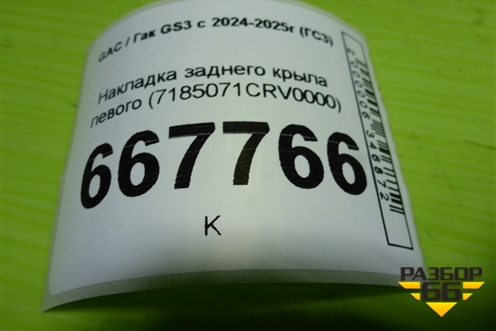 GAC / Гак GS3 с 2024-2025г (ГС3)
Накладка заднего крыла
левого (7185071CRV0000)
667766
К
РАЗБОР
66